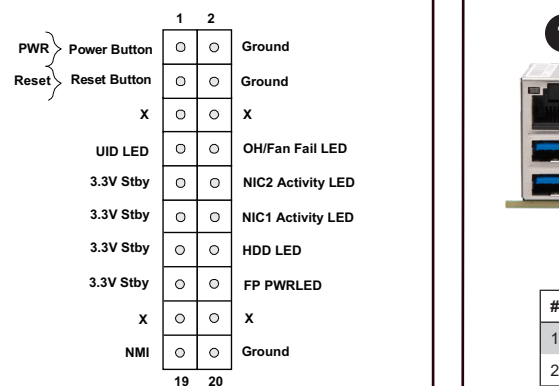 1 2
PWR Power Button Ground
Reset Reset Button Ground
X X
UID LED OH/Fan Fail LED
3.3V Stby NIC2 Activity LED
3.3V Stby NIC1 Activity LED
3.3V Stby HDD LED
3.3V Stby FP PWRLED
X X
NMI Ground
19 20
#
1
2